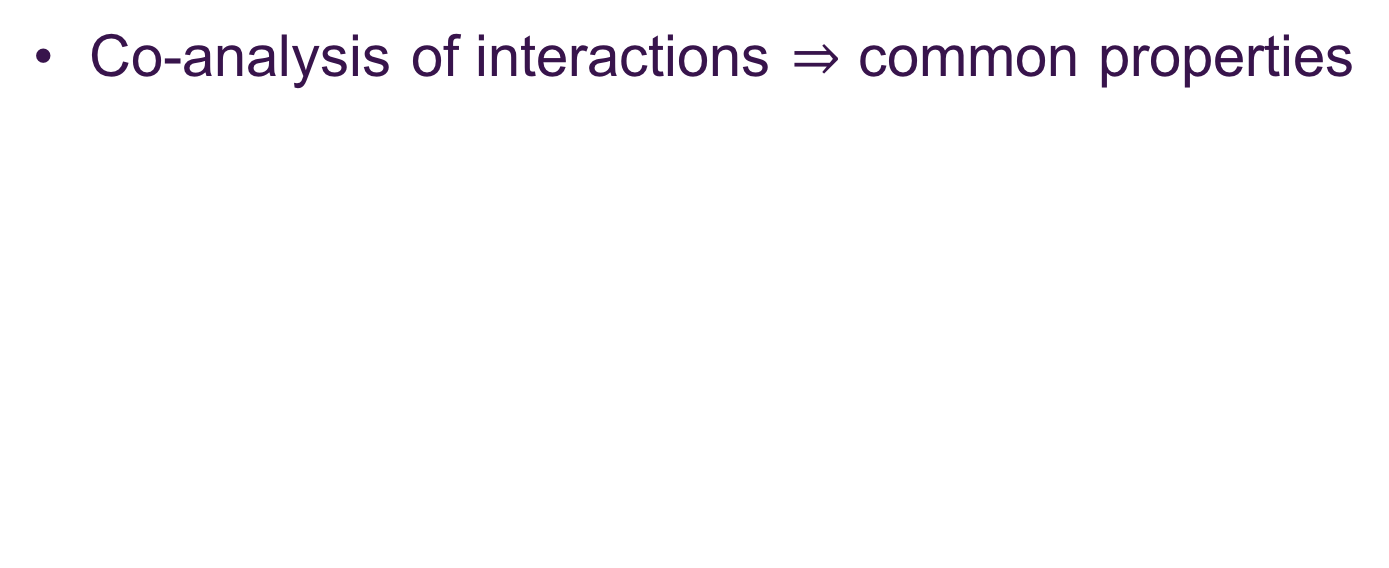 • Co-analysis of interactions ⇒ common properties